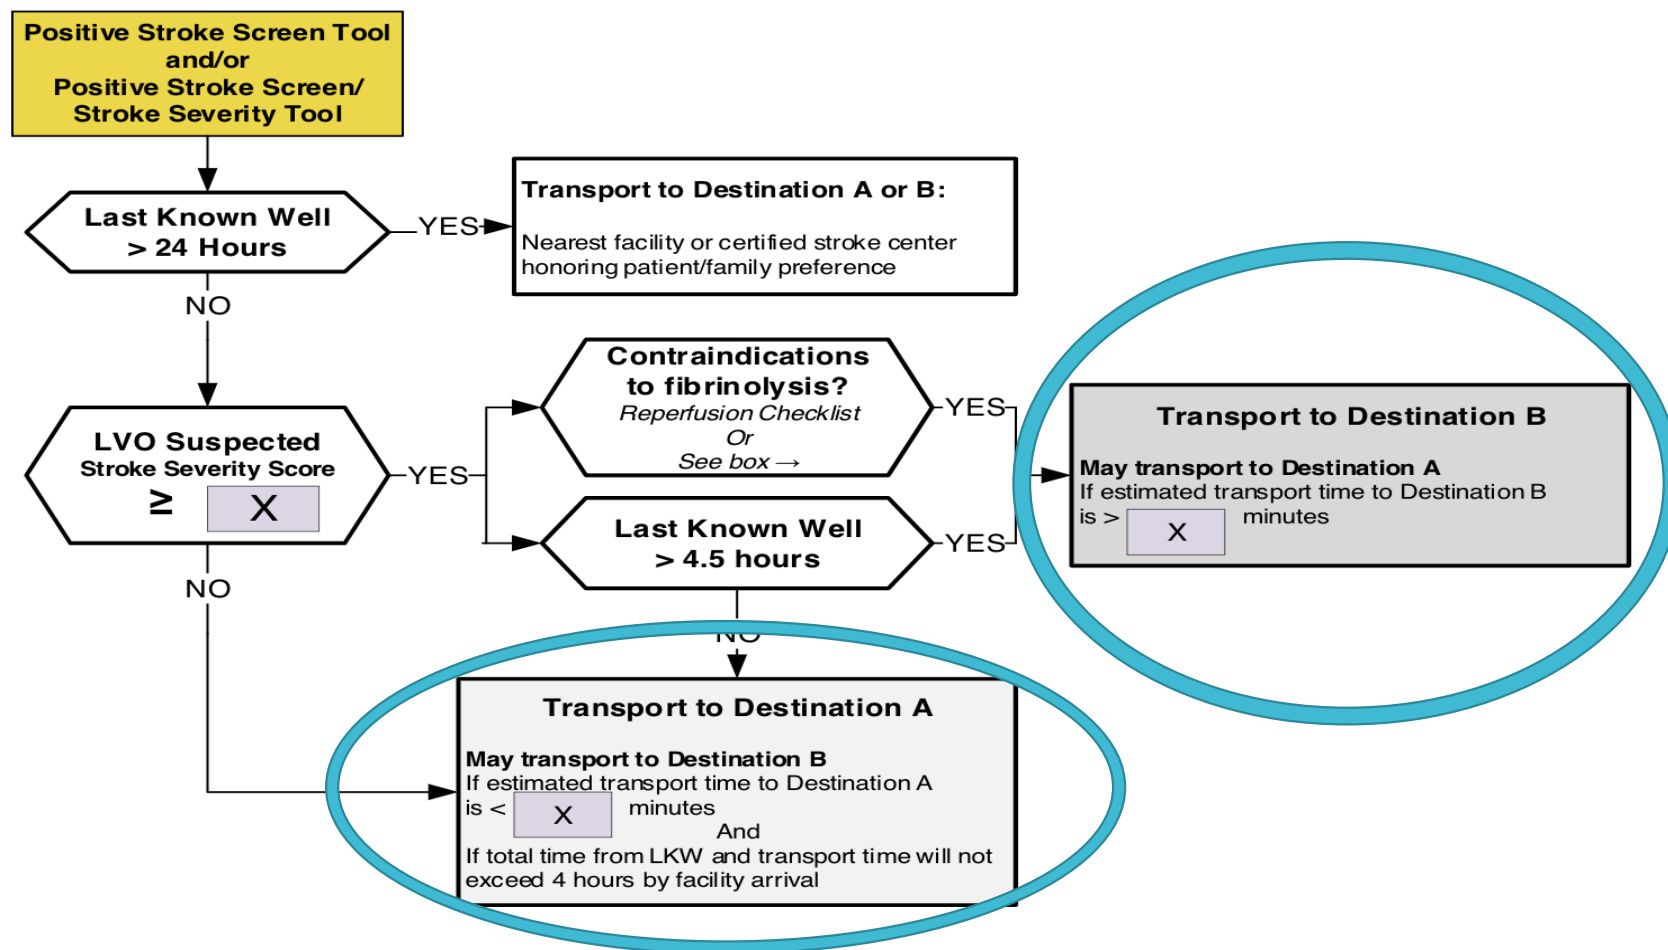 Positive Stroke Screen Tool
and/or
Positive Stroke Screen/
Stroke Severity Tool
Last Known Well
> 24 Hours
YES
Transport to Destination A or B:
Nearest facility or certified stroke center
honoring patient/family preference
NO
LVO Suspected
Stroke Severity Score
≥ X
YES
Contraindications
to fibrinolysis?
Reperfusion Checklist
Or
See box →
YES
Last Known Well
> 4.5 hours
YES
Transport to Destination B
May transport to Destination A
If estimated transport time to Destination B
is > X minutes
NO
NO
Transport to Destination A
May transport to Destination B
If estimated transport time to Destination A
is < X minutes
And
If total time from LKW and transport time will not
exceed 4 hours by facility arrival